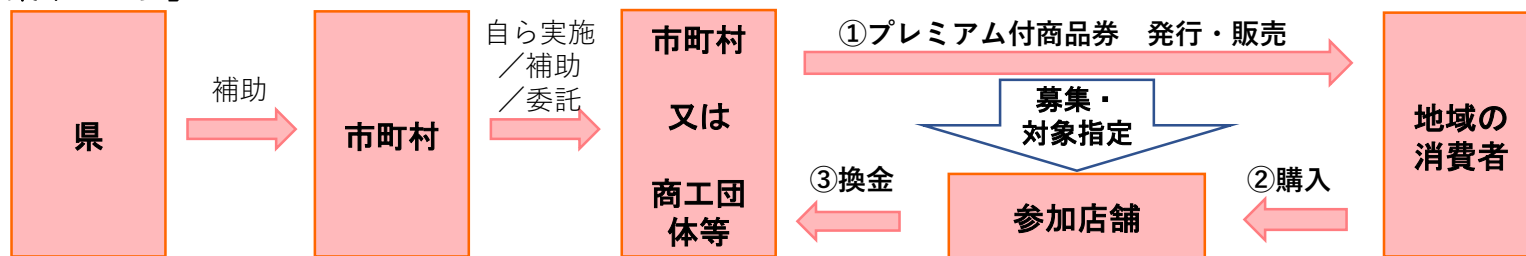 県
補助
市町村
自ら実施
／補助
／委託
市町村
又は
商工団
体等
①プレミアム付商品券　発行・販売
募集・
対象指定
参加店舗
③換金
②購入
地域の
消費者